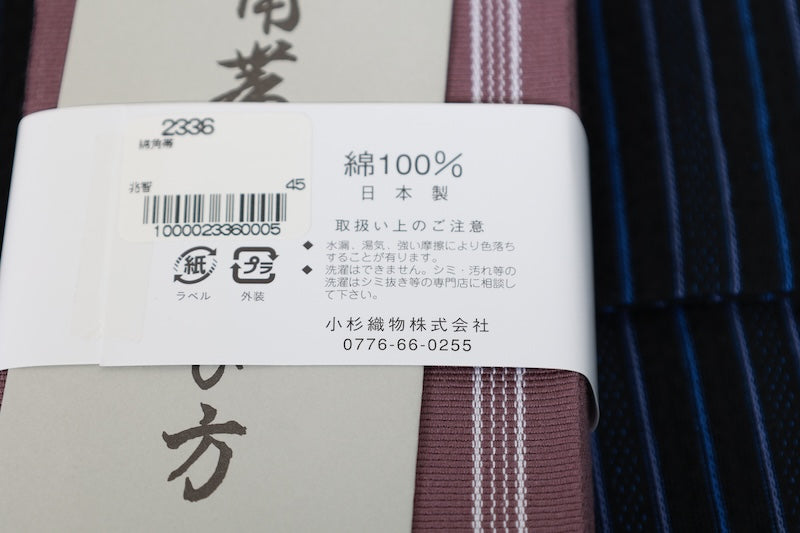 角帯
2336
綿角帯
45
1000023360005
紙
ラベル
プラ
外装
綿100%
日本製
取扱い上のご注意
◆ 水漏、湯気、強い摩擦により色落ち
することが有ります。
◆ 洗濯はできません。シミ・汚れ等の
洗濯はシミ抜き等の専門店に相談し
て下さい。
小杉織物株式会社
0776-66-0255
び方